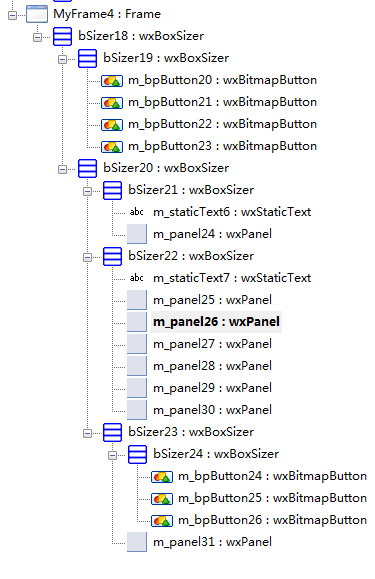 MyFrame4 : Frame
bSizer18 : wxBoxSizer
bSizer19 : wxBoxSizer
m_bpButton20 : wxBitmapButton
m_bpButton21 : wxBitmapButton
m_bpButton22 : wxBitmapButton
m_bpButton23 : wxBitmapButton
bSizer20 : wxBoxSizer
bSizer21 : wxBoxSizer
abc m_staticText6 : wxStaticText
m_panel24 : wxPanel
bSizer22 : wxBoxSizer
abc m_staticText7 : wxStaticText
m_panel25 : wxPanel
m_panel26 : wxPanel
m_panel27 : wxPanel
m_panel28 : wxPanel
m_panel29 : wxPanel
m_panel30 : wxPanel
bSizer23 : wxBoxSizer
bSizer24 : wxBoxSizer
m_bpButton24 : wxBitmapButton
m_bpButton25 : wxBitmapButton
m_bpButton26 : wxBitmapButton
m_panel31 : wxPanel